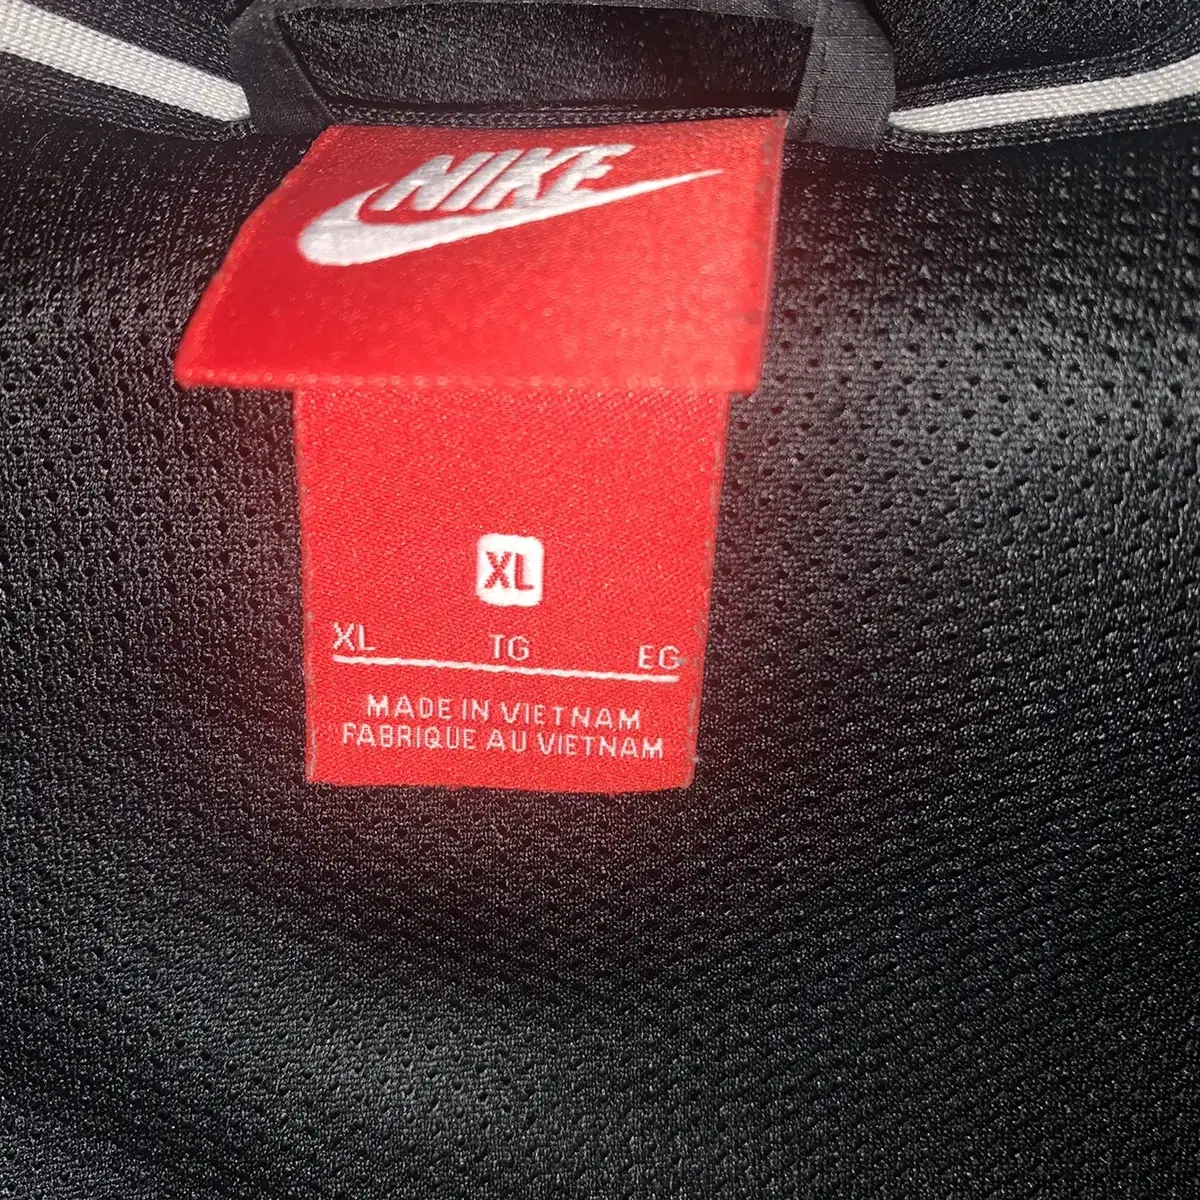 NIKE
XL
XL TG EG
MADE IN VIETNAM
FABRIQUE AU VIETNAM